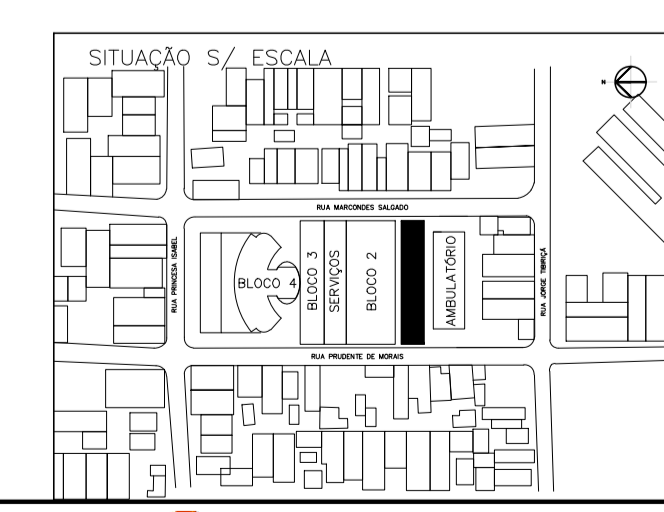 SITUAÇÃO S/ ESCALA
N
RUA MARCONDES SALGADO
RUA PRINCESA ISABEL
BLOCO 4
BLOCO 3
SERVIÇOS
BLOCO 2
AMBULATÓRIO
RUA JORGE TIBIRIÇÁ
RUA PRUDENTE DE MORAIS